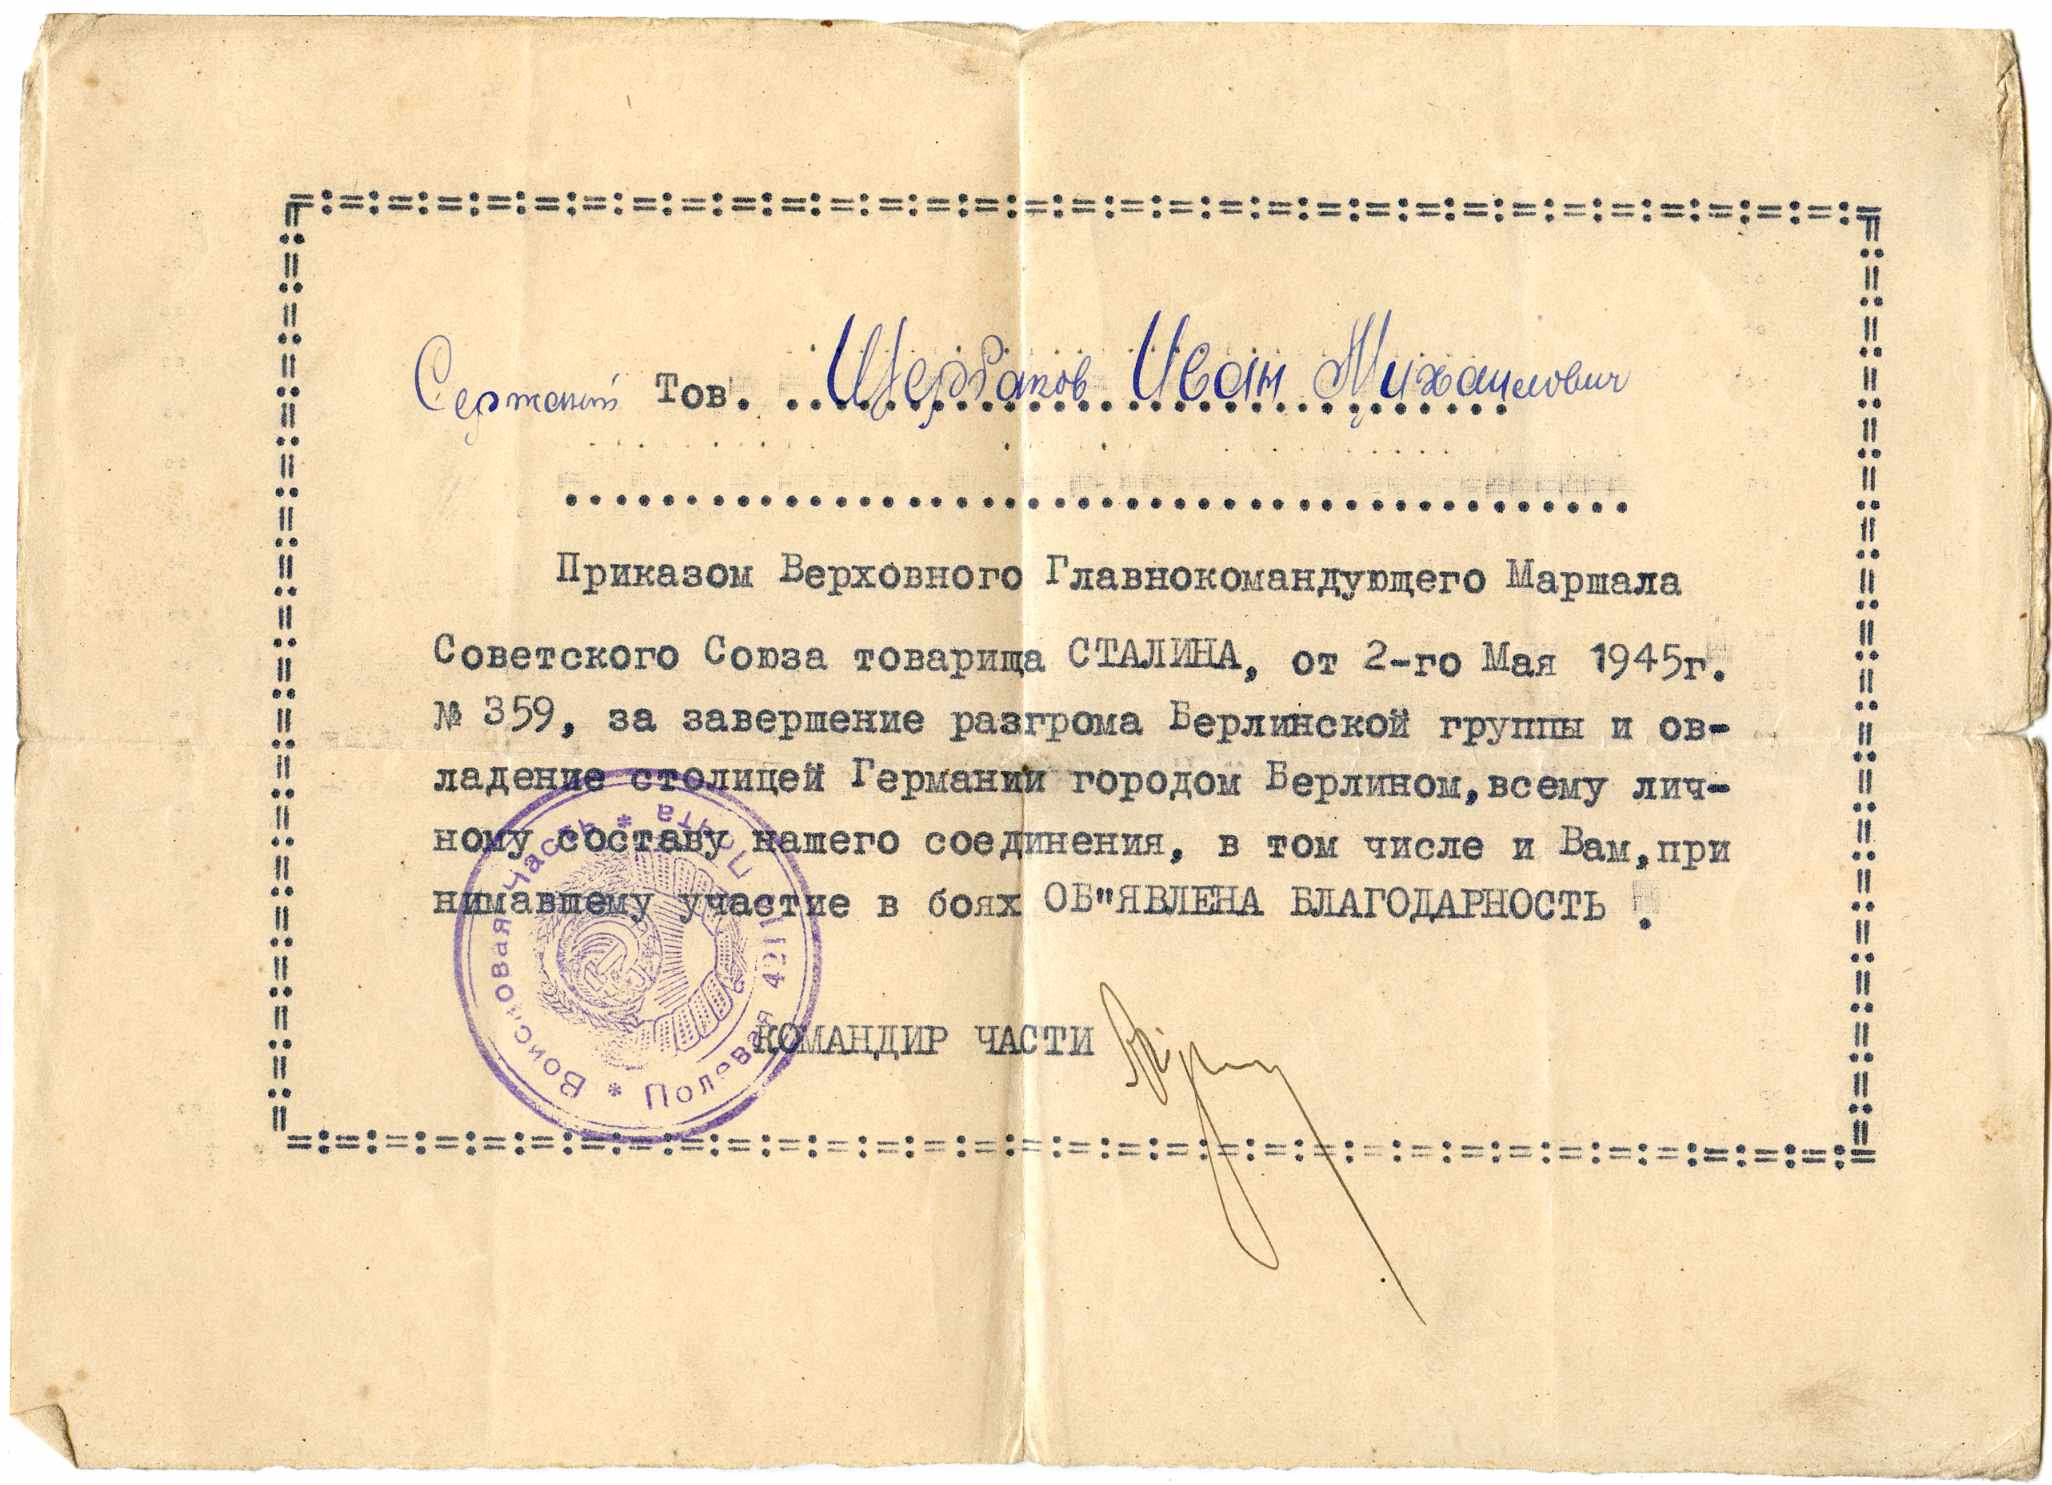 Сержант Тов. Щербаков Иван Михайлович
Приказом Верховного Главнокомандующего Маршала
Советского Союза товарища СТАЛИНА, от 2-го Мая 1945г.
№ 359, за завершение разгрома Берлинской группы и ов-
ладение столицей Германии городом Берлином, всему лич-
ному составу нашего соединения, в том числе и Вам, при
нимавшему участие в боях ОБ"ЯВЛЕНА БЛАГОДАРНОСТЬ .
КОМАНДИР ЧАСТИ
Воинсковая часть * Полевая почта *